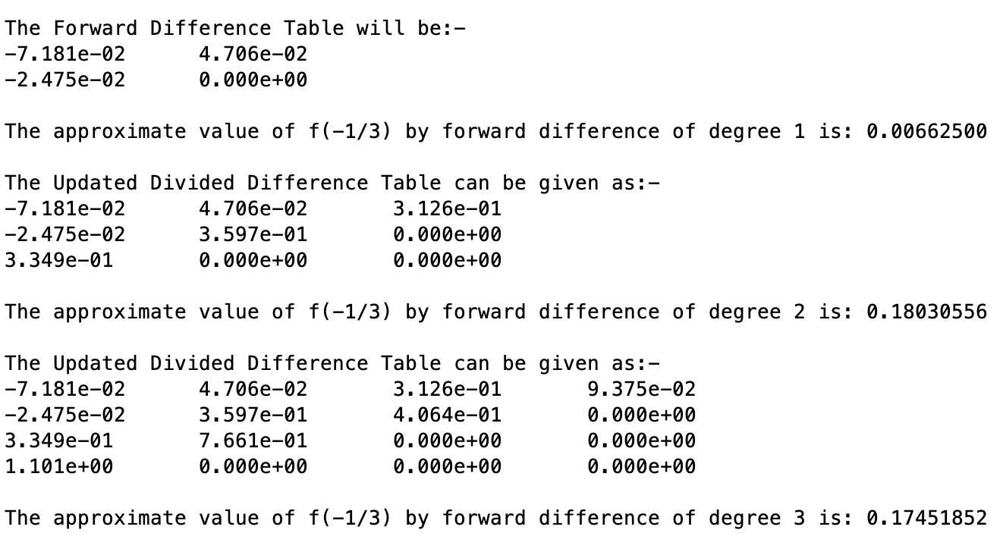 The Forward Difference Table will be:-
-7.181e-02 4.706e-02
-2.475e-02 0.000e+00
The approximate value of f(-1/3) by forward difference of degree 1 is: 0.00662500
The Updated Divided Difference Table can be given as:-
-7.181e-02 4.706e-02 3.126e-01
-2.475e-02 3.597e-01 0.000e+00
3.349e-01 0.000e+00 0.000e+00
The approximate value of f(-1/3) by forward difference of degree 2 is: 0.18030556
The Updated Divided Difference Table can be given as:-
-7.181e-02 4.706e-02 3.126e-01 9.375e-02
-2.475e-02 3.597e-01 4.064e-01 0.000e+00
3.349e-01 7.661e-01 0.000e+00 0.000e+00
1.101e+00 0.000e+00 0.000e+00 0.000e+00
The approximate value of f(-1/3) by forward difference of degree 3 is: 0.17451852